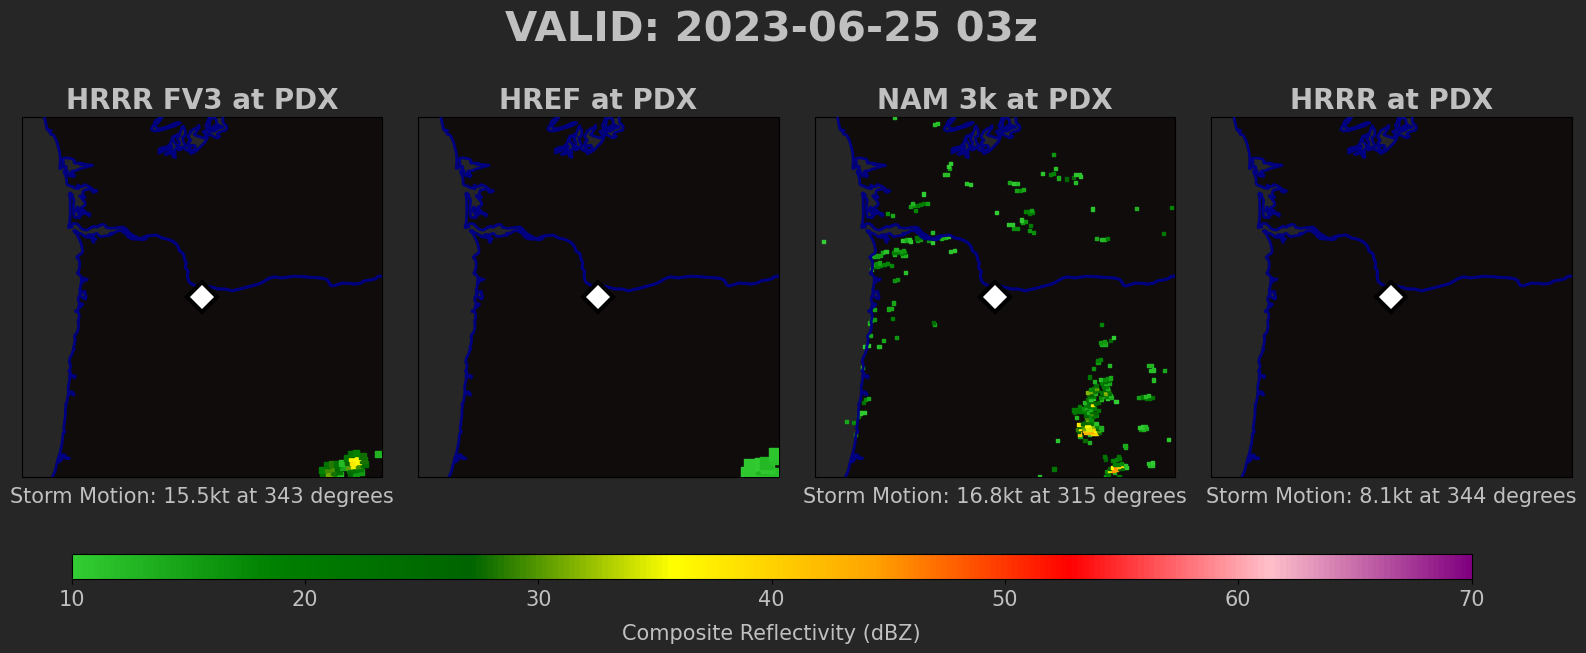 VALID: 2023-06-25 03z
HRRR FV3 at PDX
HREF at PDX
NAM 3k at PDX
HRRR at PDX
Storm Motion: 15.5kt at 343 degrees
Storm Motion: 16.8kt at 315 degrees
Storm Motion: 8.1kt at 344 degrees
10 20 30 40 50 60 70
Composite Reflectivity (dBZ)